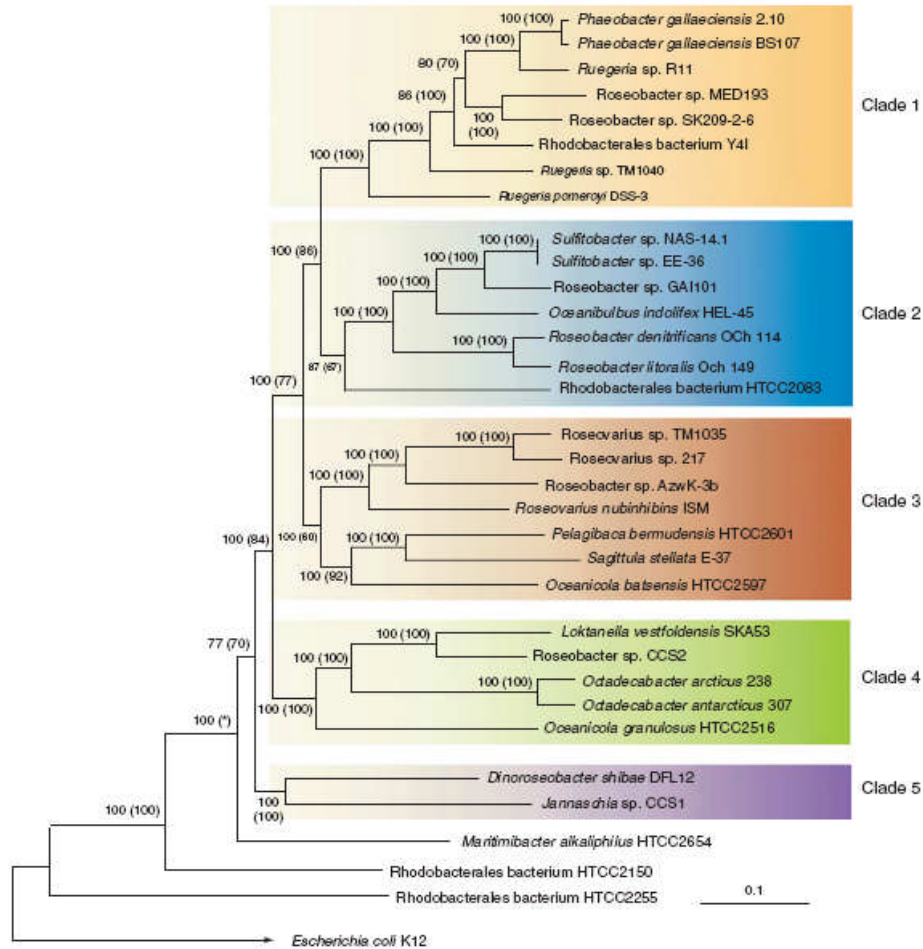 100 (100)
Phaeobacter gallaeciensis 2.10
100 (100)
Phaeobacter gallaeciensis BS107
80 (70)
Ruegeria sp. R11
86 (100)
Roseobacter sp. MED193
Clade 1
100 (100)
100
(100)
Roseobacter sp. SK209-2-6
100 (100)
Rhodobacterales bacterium Y4I
Ruegeria sp. TM1040
Ruegeria pomeroyi DSS-3
100 (86)
100 (100)
Sulfitobacter sp. NAS-14.1
100 (100)
Sulfitobacter sp. EE-36
100 (100)
Roseobacter sp. GAI101
100 (100)
Oceanibulbus indolifex HEL-45
Clade 2
100 (100)
Roseobacter denitrificans OCh 114
87 (67)
Roseobacter litoralis Och 149
100 (77)
Rhodobacterales bacterium HTCC2083
100 (100)
Roseovarius sp. TM1035
100 (100)
Roseovarius sp. 217
100 (100)
Roseobacter sp. AzwK-3b
Clade 3
Roseovarius nubinhibens ISM
100 (84)
100 (60)
100 (100)
Pelagibaca bermudensis HTCC2601
Sagittula stellata E-37
100 (92)
Oceanicola batsensis HTCC2597
77 (70)
100 (100)
Loktanella vestfoldensis SKA53
100 (100)
Roseobacter sp. CCS2
100 (100)
Octadecabacter arcticus 238
Clade 4
100 (100)
Octadecabacter antarcticus 307
100 (*)
Oceanicola granulosus HTCC2516
Dinoroseobacter shibae DFL12
Clade 5
100
(100)
Jannaschia sp. CCS1
100 (100)
Maritimibacter alkaliphilus HTCC2654
Rhodobacterales bacterium HTCC2150
Rhodobacterales bacterium HTCC2255
0.1
Escherichia coli K12